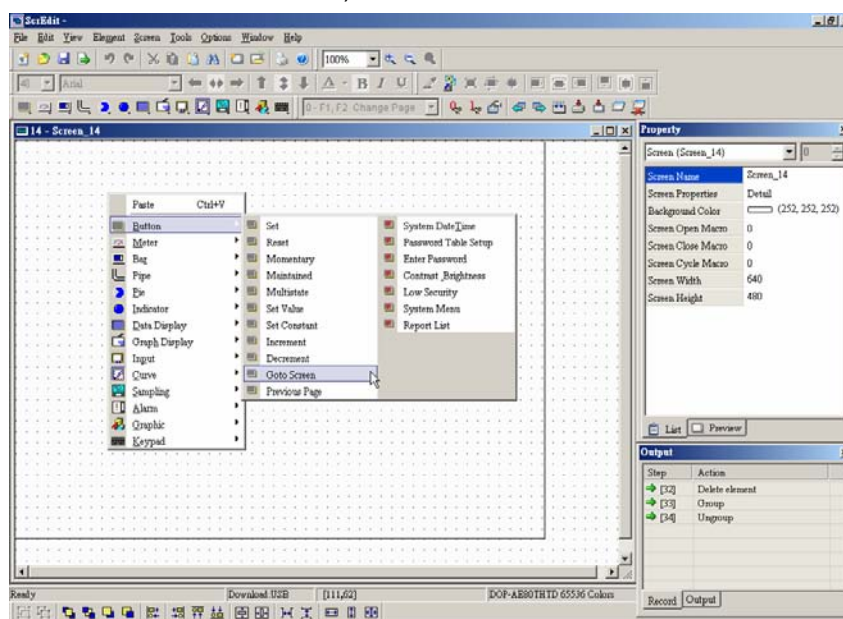 ScrEdit -
File Edit View Element Screen Tools Options Window Help
100%
Arial
0 - F1, F2 Change Page
14 - Screen_14
Paste Ctrl+V
Button
Meter
Bar
Pipe
Pie
Indicator
Data Display
Graph Display
Input
Curve
Sampling
Alarm
Graphic
Keypad
Set
Reset
Momentary
Maintained
Multistate
Set Value
Set Constant
Increment
Decrement
Goto Screen
Previous Page
System DateTime
Password Table Setup
Enter Password
Contrast_Brightness
Low Security
System Menu
Report List
Property
Screen (Screen_14) 0
Screen Name Screen_14
Screen Properties Detail
Background Color (252, 252, 252)
Screen Open Macro 0
Screen Close Macro 0
Screen Cycle Macro 0
Screen Width 640
Screen Height 480
List Preview
Output
Step Action
[32] Delete element
[33] Group
[34] Ungroup
Record Output
Ready Download:USB [111,62] DOP-AE80THTD 65536 Colors